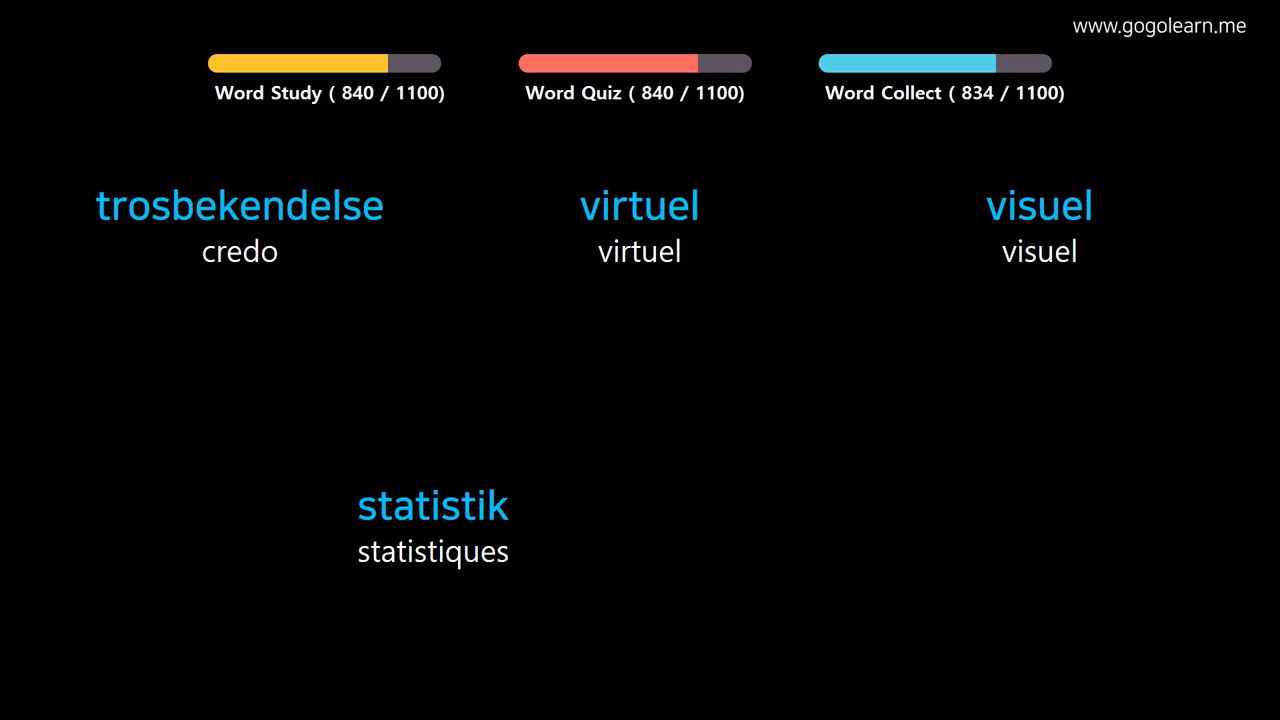 www.gogolearn.me
Word Study ( 840 / 1100)
Word Quiz ( 840 / 1100)
Word Collect ( 834 / 1100)
trosbekendelse
credo
virtuel
virtuel
visuel
visuel
statistik
statistiques